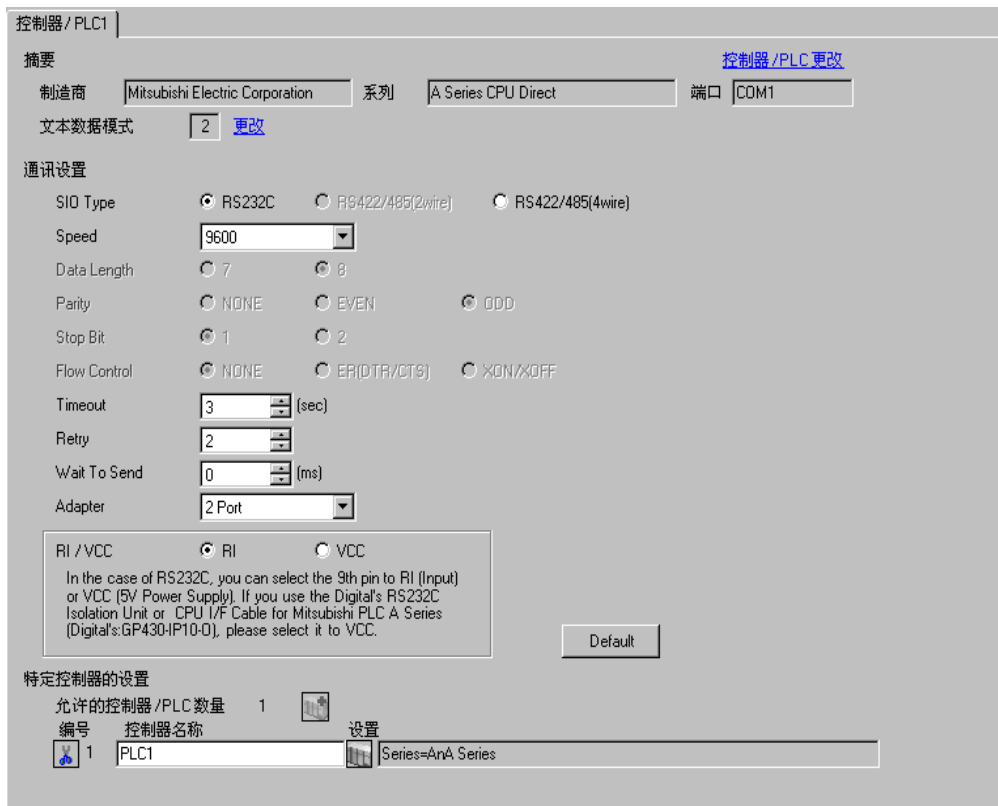 控制器/PLC1
摘要 控制器/PLC更改
制造商 Mitsubishi Electric Corporation 系列 A Series CPU Direct 端口 COM1
文本数据模式 2 更改
通讯设置
SIO Type RS232C RS422/485(2wire) RS422/485(4wire)
Speed 9600
Data Length 7 8
Parity NONE EVEN ODD
Stop Bit 1 2
Flow Control NONE ER(DTR/CTS) XON/XOFF
Timeout 3 (sec)
Retry 2
Wait To Send 0 (ms)
Adapter 2 Port
RI / VCC RI VCC
In the case of RS232C, you can select the 9th pin to RI (Input)
or VCC (5V Power Supply). If you use the Digital's RS232C
Isolation Unit or CPU I/F Cable for Mitsubishi PLC A Series
(Digital's:GP430-IP10-O), please select it to VCC.
Default
特定控制器的设置
允许的控制器/PLC数量 1
编号 控制器名称 设置
1 PLC1 Series=AnA Series